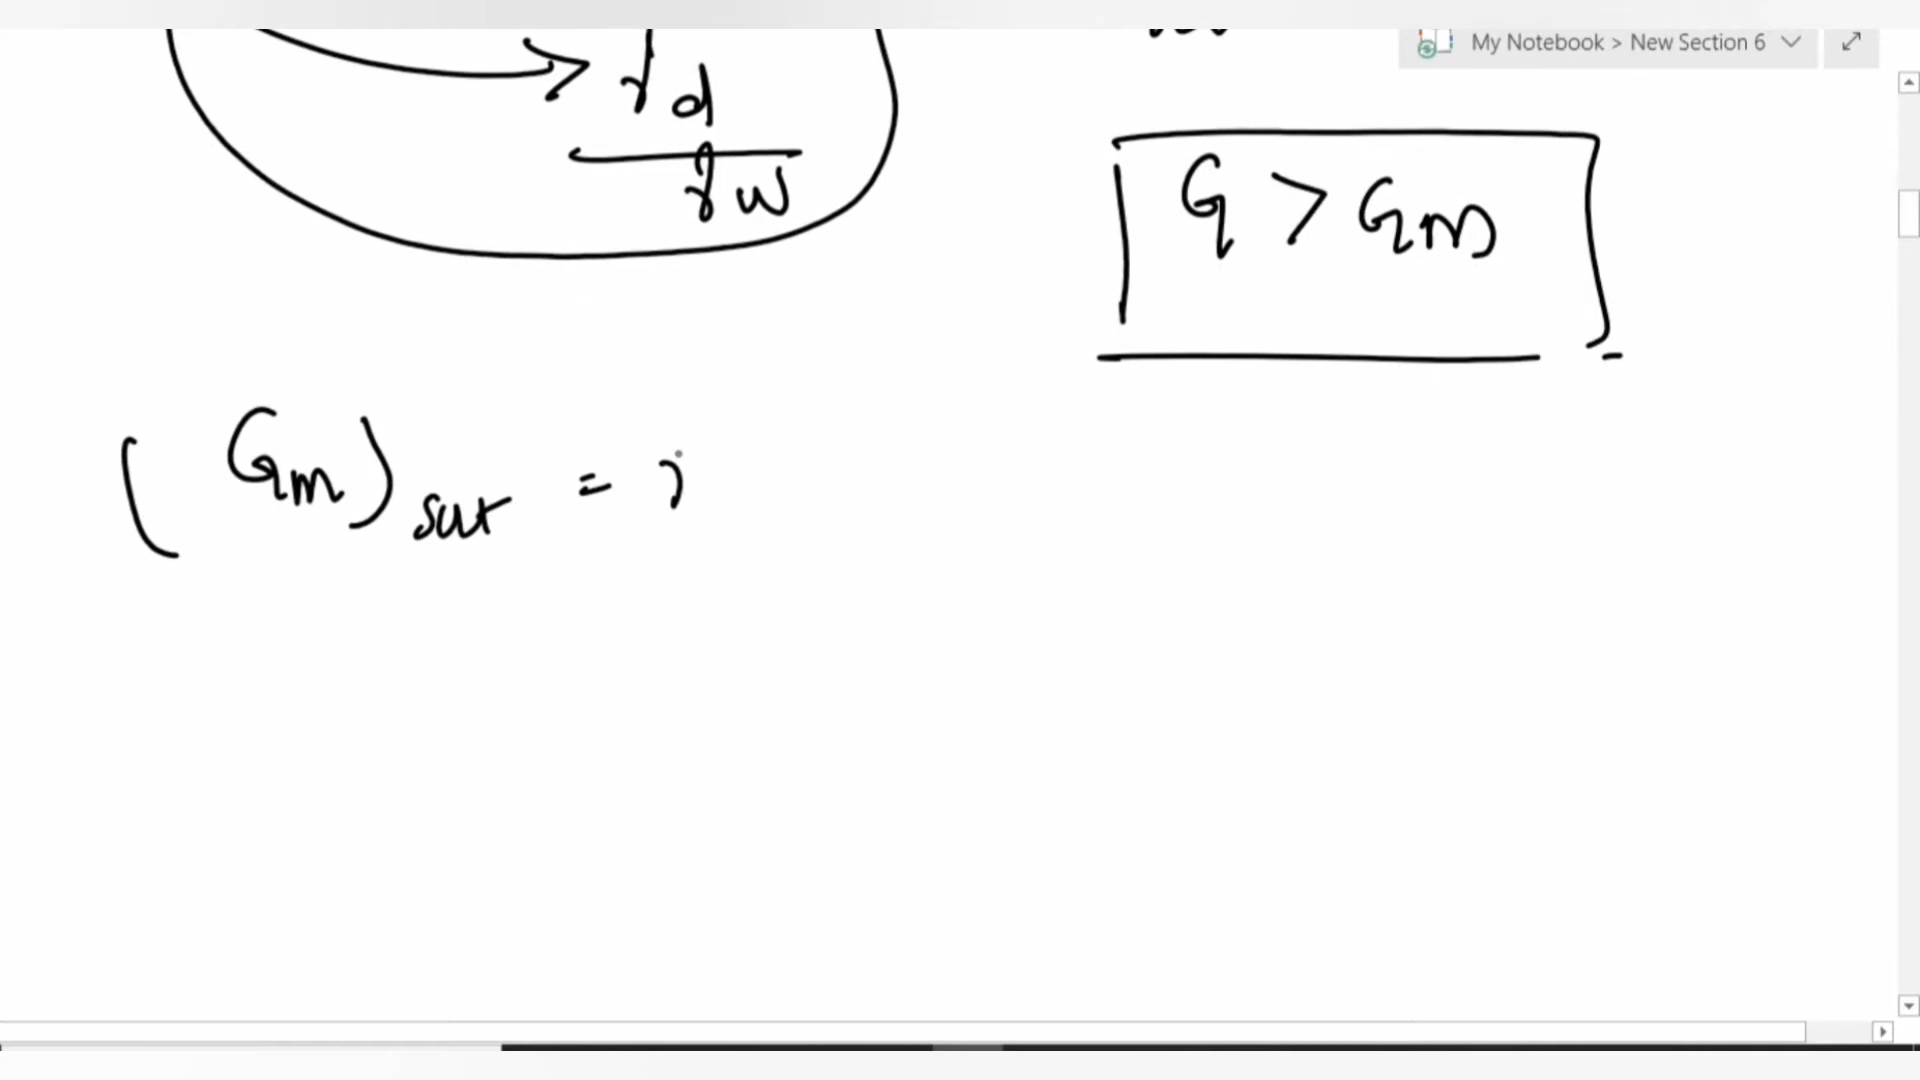 My Notebook > New Section 6
γd
γw
G > Gm
(Gm)sat = γ